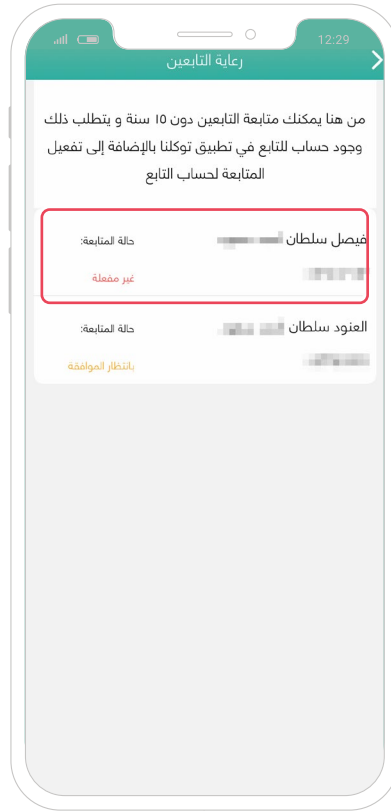 12:29
رعاية التابعين
من هنا يمكنك متابعة التابعين دون ١٥ سنة و يتطلب ذلك
وجود حساب للتابع في تطبيق توكلنا بالإضافة إلى تفعيل
المتابعة لحساب التابع
فيصل سلطان
حالة المتابعة:
غير مفعلة
العنود سلطان
حالة المتابعة:
بانتظار الموافقة